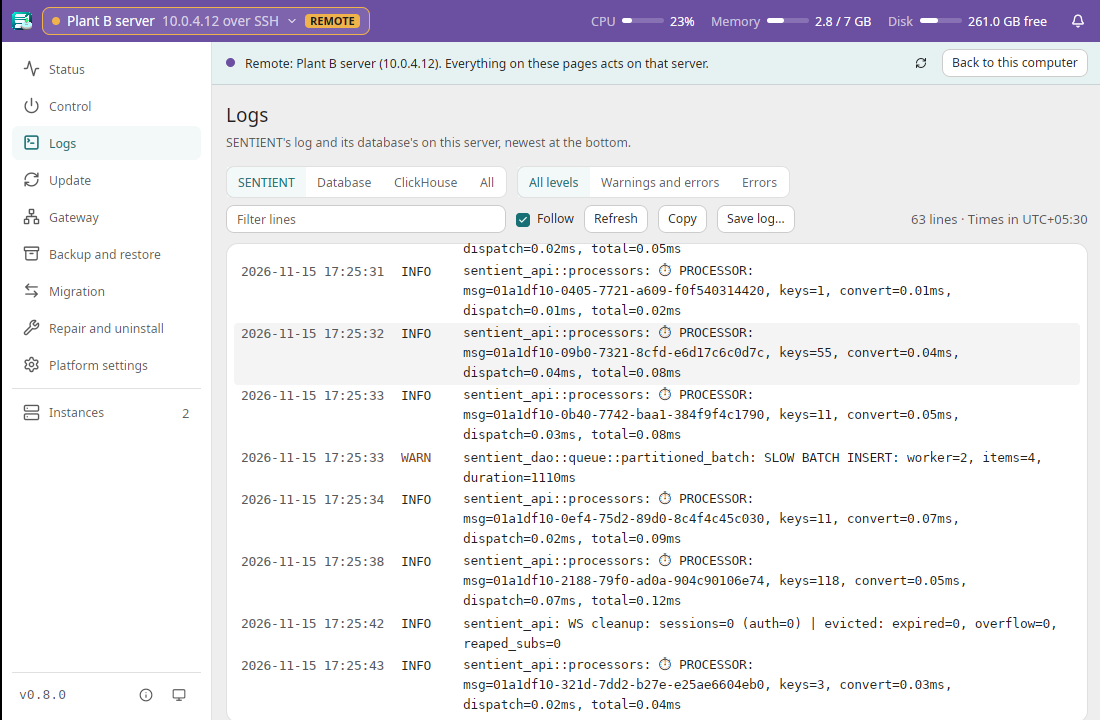 Plant B server 10.0.4.12 over SSH REMOTE CPU 23% Memory 2.8 / 7 GB Disk 261.0 GB free
Remote: Plant B server (10.0.4.12). Everything on these pages acts on that server. Back to this computer
Status
Control
Logs
Update
Gateway
Backup and restore
Migration
Repair and uninstall
Platform settings
Instances 2
v0.8.0
Logs
SENTIENT's log and its database's on this server, newest at the bottom.
SENTIENT Database ClickHouse All All levels Warnings and errors Errors
Filter lines Follow Refresh Copy Save log... 63 lines · Times in UTC+05:30
dispatch=0.02ms, total=0.05ms
2026-11-15 17:25:31 INFO sentient_api::processors: ⏱ PROCESSOR:
msg=01a1df10-0405-7721-a609-f0f540314420, keys=1, convert=0.01ms,
dispatch=0.01ms, total=0.02ms
2026-11-15 17:25:32 INFO sentient_api::processors: ⏱ PROCESSOR:
msg=01a1df10-09b0-7321-8cfd-e6d17c6c0d7c, keys=55, convert=0.04ms,
dispatch=0.04ms, total=0.08ms
2026-11-15 17:25:33 INFO sentient_api::processors: ⏱ PROCESSOR:
msg=01a1df10-0b40-7742-baa1-384f9f4c1790, keys=11, convert=0.05ms,
dispatch=0.03ms, total=0.08ms
2026-11-15 17:25:33 WARN sentient_dao::queue::partitioned_batch: SLOW BATCH INSERT: worker=2, items=4,
duration=1110ms
2026-11-15 17:25:34 INFO sentient_api::processors: ⏱ PROCESSOR:
msg=01a1df10-0ef4-75d2-89d0-8c4f4c45c030, keys=11, convert=0.07ms,
dispatch=0.02ms, total=0.09ms
2026-11-15 17:25:38 INFO sentient_api::processors: ⏱ PROCESSOR:
msg=01a1df10-2188-79f0-ad0a-904c90106e74, keys=118, convert=0.05ms,
dispatch=0.07ms, total=0.12ms
2026-11-15 17:25:42 INFO sentient_api: WS cleanup: sessions=0 (auth=0) | evicted: expired=0, overflow=0,
reaped_subs=0
2026-11-15 17:25:43 INFO sentient_api::processors: ⏱ PROCESSOR:
msg=01a1df10-321d-7dd2-b27e-e25ae6604eb0, keys=3, convert=0.03ms,
dispatch=0.02ms, total=0.04ms